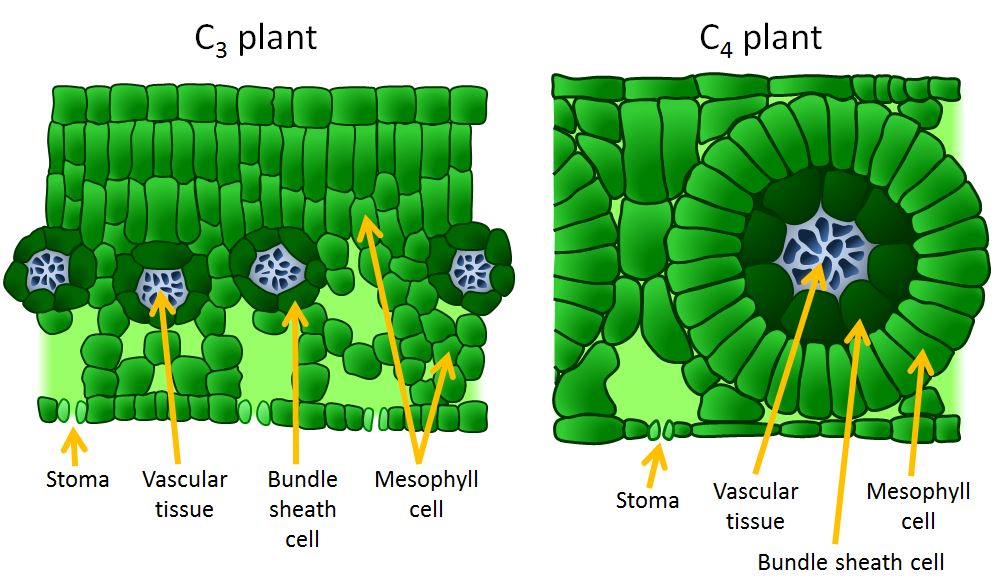 C3 plant
C4 plant
Stoma
Vascular
tissue
Bundle
sheath
cell
Mesophyll
cell
Stoma
Vascular
tissue
Mesophyll
cell
Bundle sheath cell